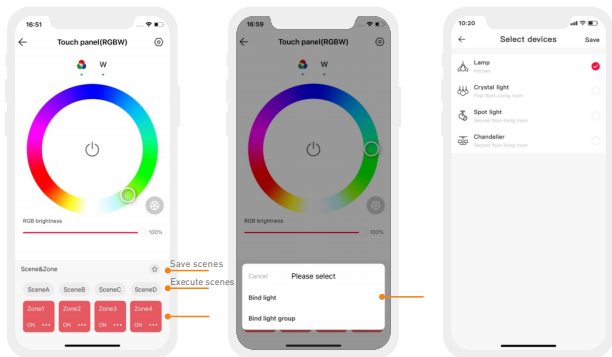 16:51
Touch panel(RGBW)
W
RGB brightness
100%
Scene&Zone
Save scenes
Execute scenes
SceneA SceneB SceneC SceneD
Zone1 Zone2 Zone3 Zone4
ON ••• ON ••• ON ••• ON •••
16:59
Touch panel(RGBW)
W
RGB brightness
100%
Cancel Please select
Bind light
Bind light group
10:20
Select devices Save
Lamp
Kitchen
Crystal light
First floor-living room
Spot light
Second floor-living room
Chandelier
Second floor-living room